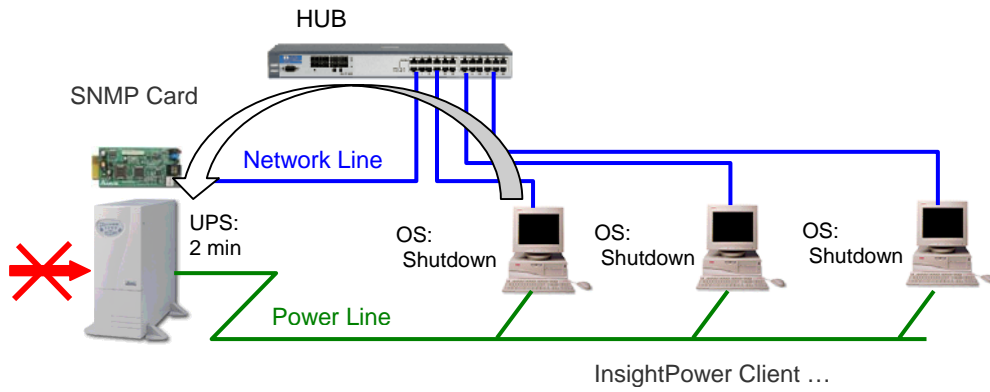 HUB
SNMP Card
Network Line
UPS:
2 min
OS:
Shutdown
OS:
Shutdown
OS:
Shutdown
Power Line
InsightPower Client …